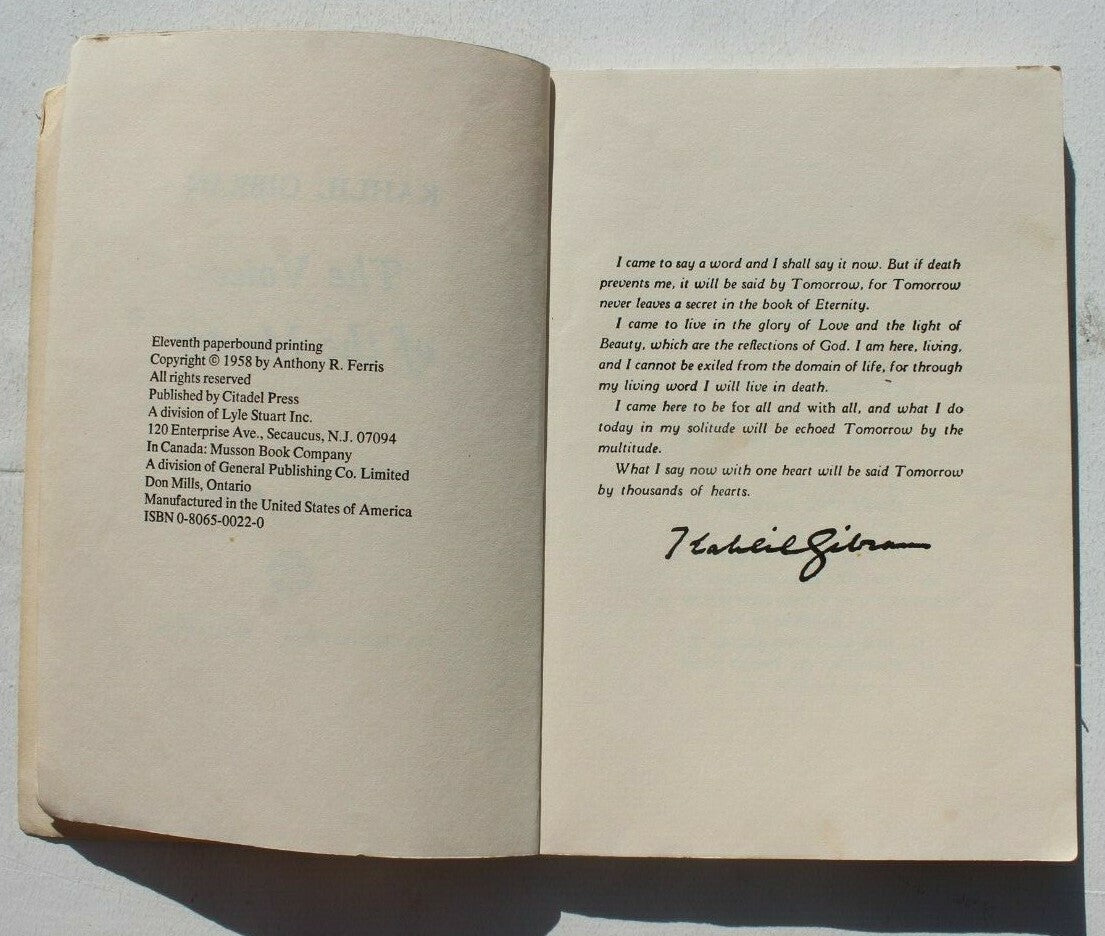 Eleventh paperbound printing
Copyright © 1958 by Anthony R. Ferris
All rights reserved
Published by Citadel Press
A division of Lyle Stuart Inc.
120 Enterprise Ave., Secaucus, N.J. 07094
In Canada: Musson Book Company
A division of General Publishing Co. Limited
Don Mills, Ontario
Manufactured in the United States of America
ISBN 0-8065-0022-0
I came to say a word and I shall say it now. But if death
prevents me, it will be said by Tomorrow, for Tomorrow
never leaves a secret in the book of Eternity.
I came to live in the glory of Love and the light of
Beauty, which are the reflections of God. I am here, living,
and I cannot be exiled from the domain of life, for through
my living word I will live in death.
I came here to be for all and with all, and what I do
today in my solitude will be echoed Tomorrow by the
multitude.
What I say now with one heart will be said Tomorrow
by thousands of hearts.
Kahlil Gibran